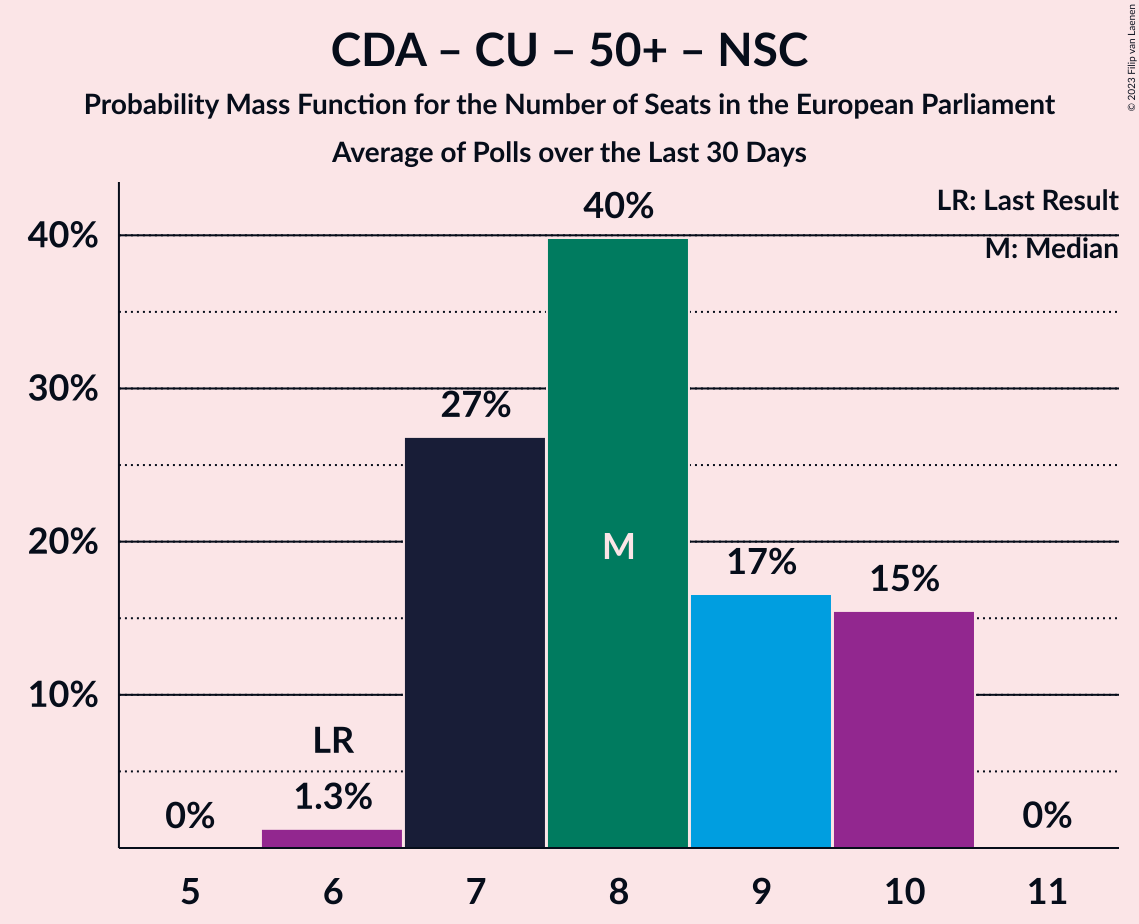 CDA – CU – 50+ – NSC
Probability Mass Function for the Number of Seats in the European Parliament
Average of Polls over the Last 30 Days
© 2023 Filip van Laenen
LR: Last Result
M: Median
40%
30%
20%
10%
0%
LR
1.3%
27%
40%
M
17%
15%
0%
5 6 7 8 9 10 11